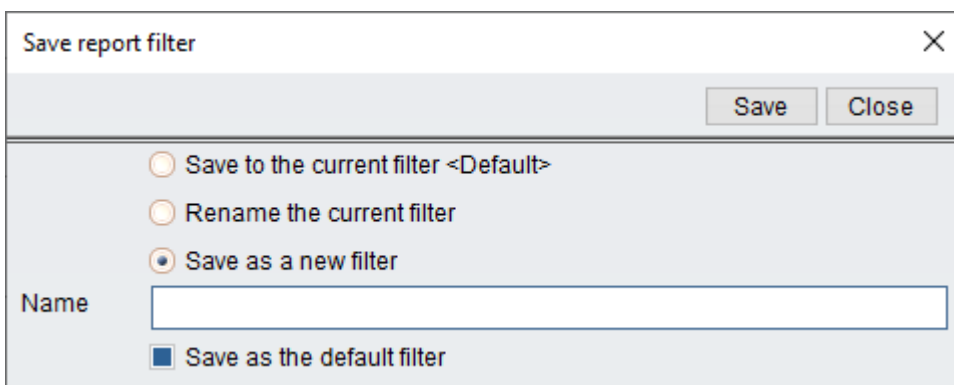 Save report filter
Save Close
Save to the current filter <Default>
Rename the current filter
Save as a new filter
Name
Save as the default filter